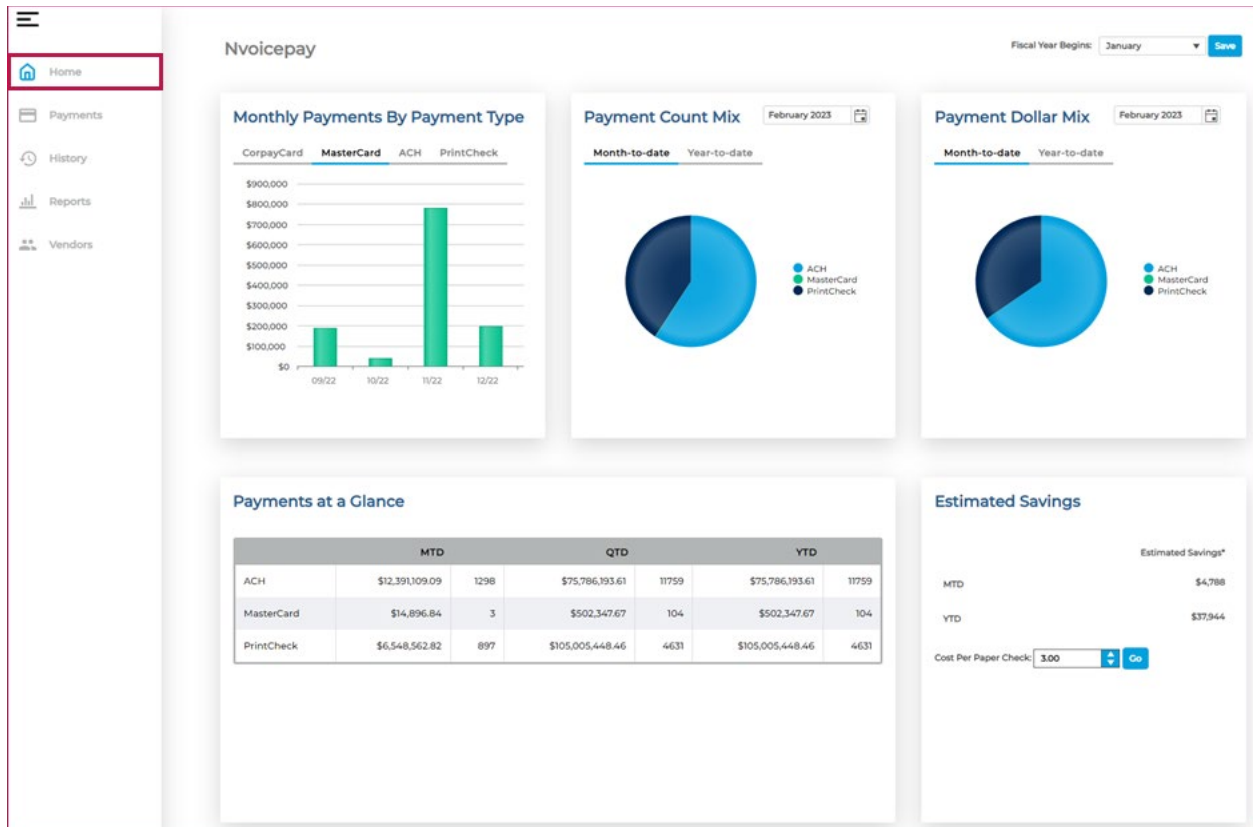 Nvoicepay
Fiscal Year Begins: January Save
Home
Payments
History
Reports
Vendors
Monthly Payments By Payment Type
CorpayCard MasterCard ACH PrintCheck
$900,000
$800,000
$700,000
$600,000
$500,000
$400,000
$300,000
$200,000
$100,000
$0
09/22 10/22 11/22 12/22
Payment Count Mix February 2023
Month-to-date Year-to-date
ACH
MasterCard
PrintCheck
Payment Dollar Mix February 2023
Month-to-date Year-to-date
ACH
MasterCard
PrintCheck
Payments at a Glance
MTD QTD YTD
ACH $12,391,109.09 1298 $75,786,193.61 11759 $75,786,193.61 11759
MasterCard $14,896.84 3 $502,347.67 104 $502,347.67 104
PrintCheck $6,548,562.82 897 $105,005,448.46 4631 $105,005,448.46 4631
Estimated Savings
Estimated Savings*
MTD $4,788
YTD $37,944
Cost Per Paper Check: 3.00 Go